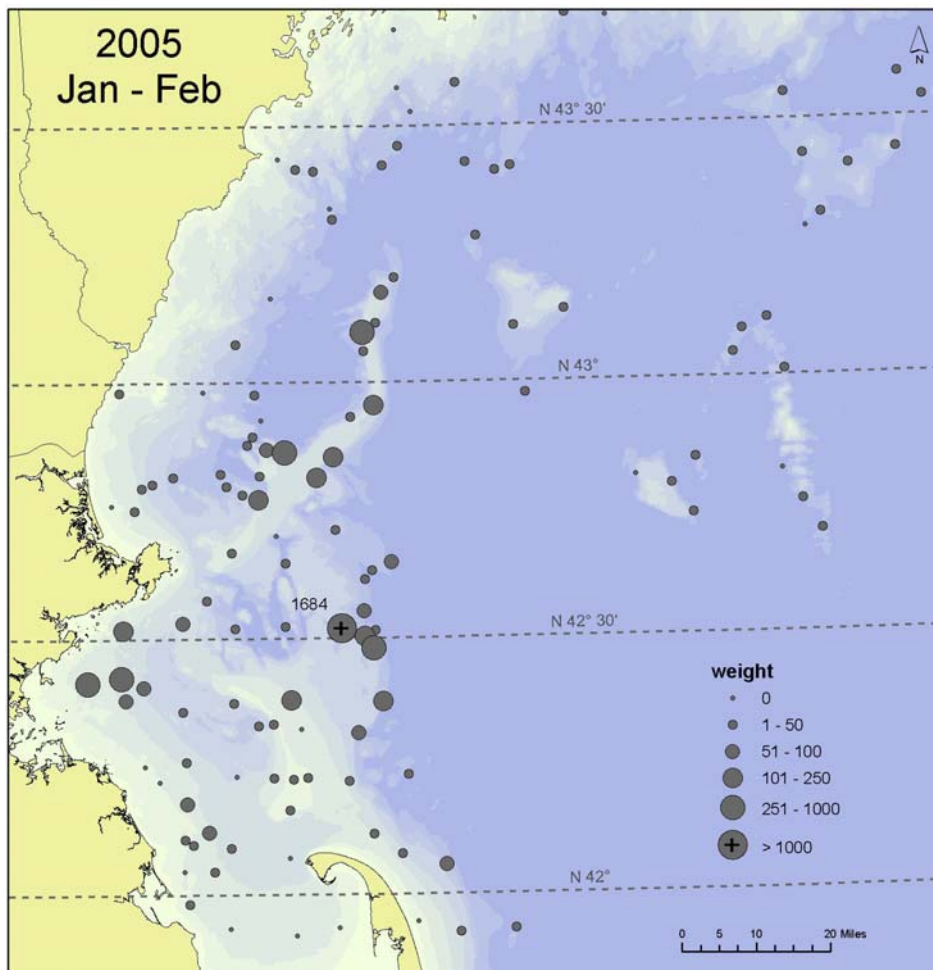 2005
Jan - Feb
N
N 43° 30'
N 43°
1684
N 42° 30'
weight
0
1 - 50
51 - 100
101 - 250
251 - 1000
> 1000
N 42°
0 5 10 20 Miles